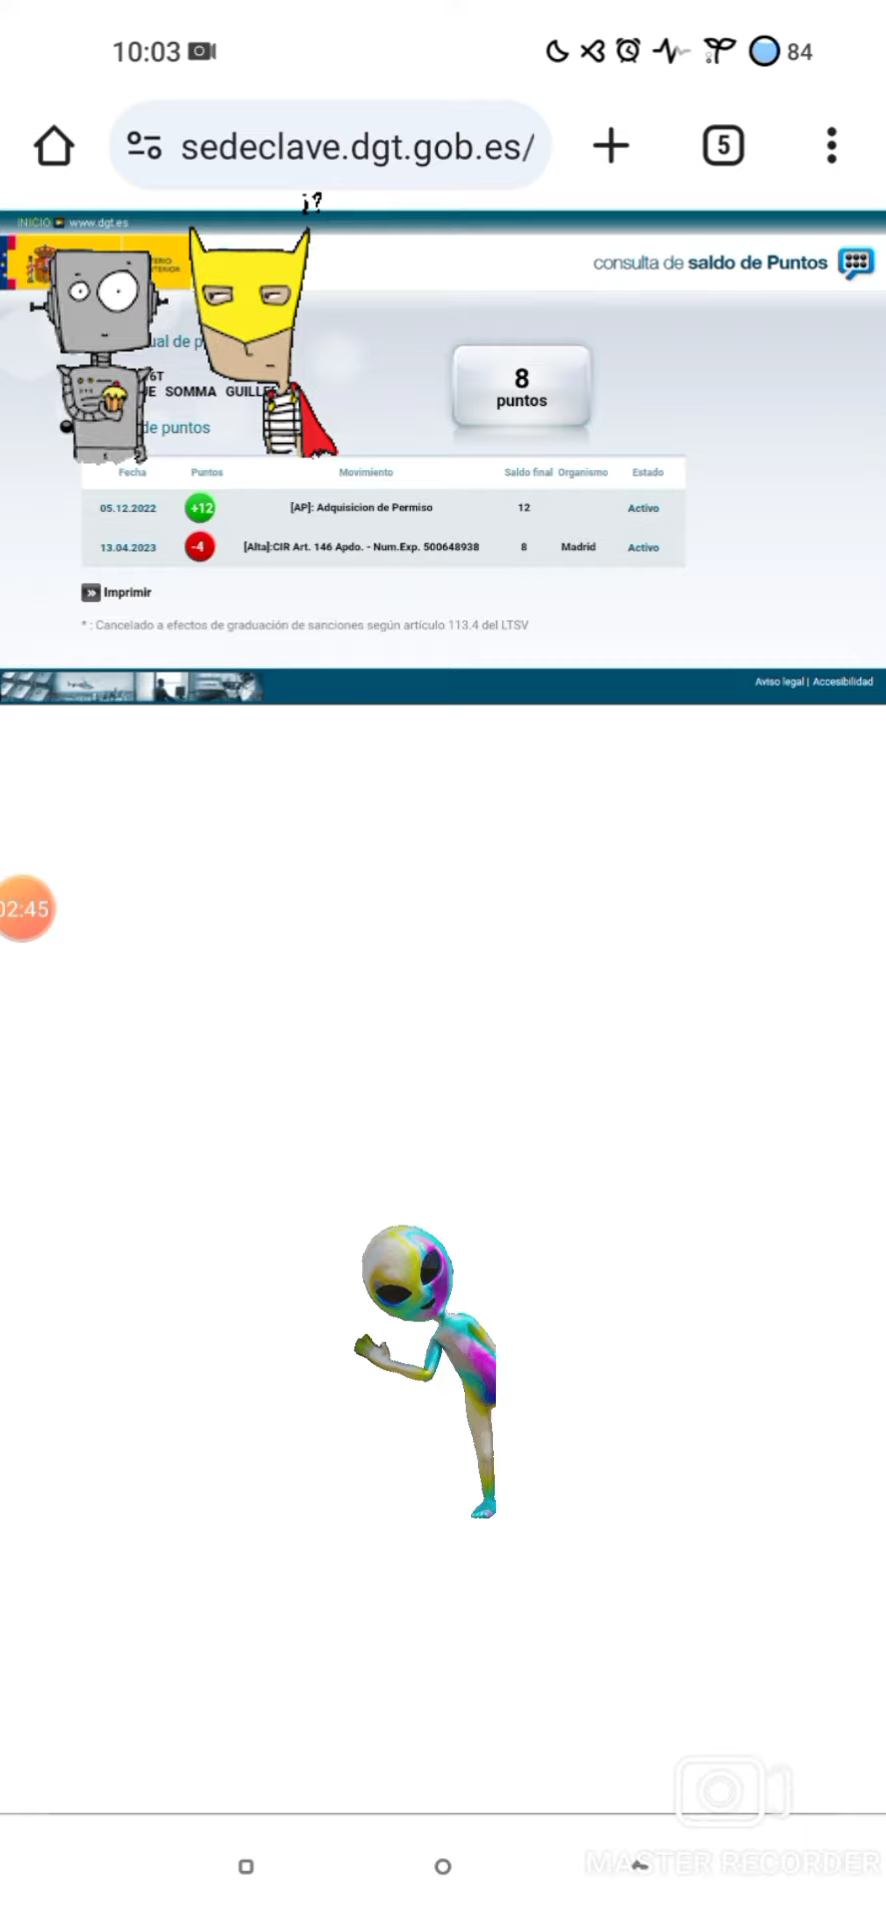 10:03
84
sedeclave.dgt.gob.es/
5
¿?
INICIO www.dgt.es
consulta de saldo de Puntos
8
puntos
SOMMA
de puntos
Fecha Puntos Movimiento Saldo final Organismo Estado
05.12.2022 +12 [AP]: Adquisicion de Permiso 12 Activo
13.04.2023 -4 [Alta]:CIR Art. 146 Apdo. - Num.Exp. 500648938 8 Madrid Activo
Imprimir
* : Cancelado a efectos de graduación de sanciones según artículo 113.4 del LTSV
Aviso legal | Accesibilidad
02:45
MASTER RECORDER